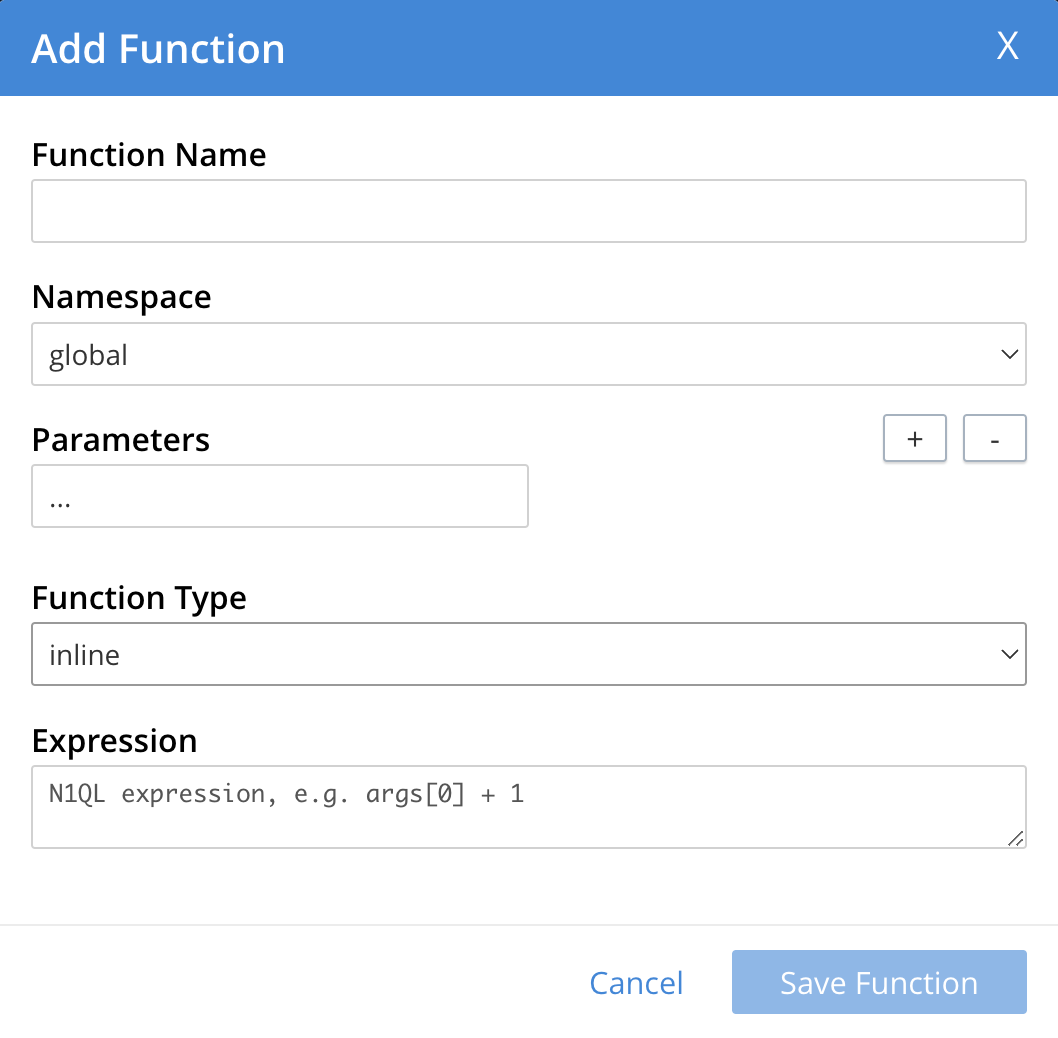 Add Function
X
Function Name
Namespace
global
Parameters
+ -
...
Function Type
inline
Expression
N1QL expression, e.g. args[0] + 1
Cancel
Save Function